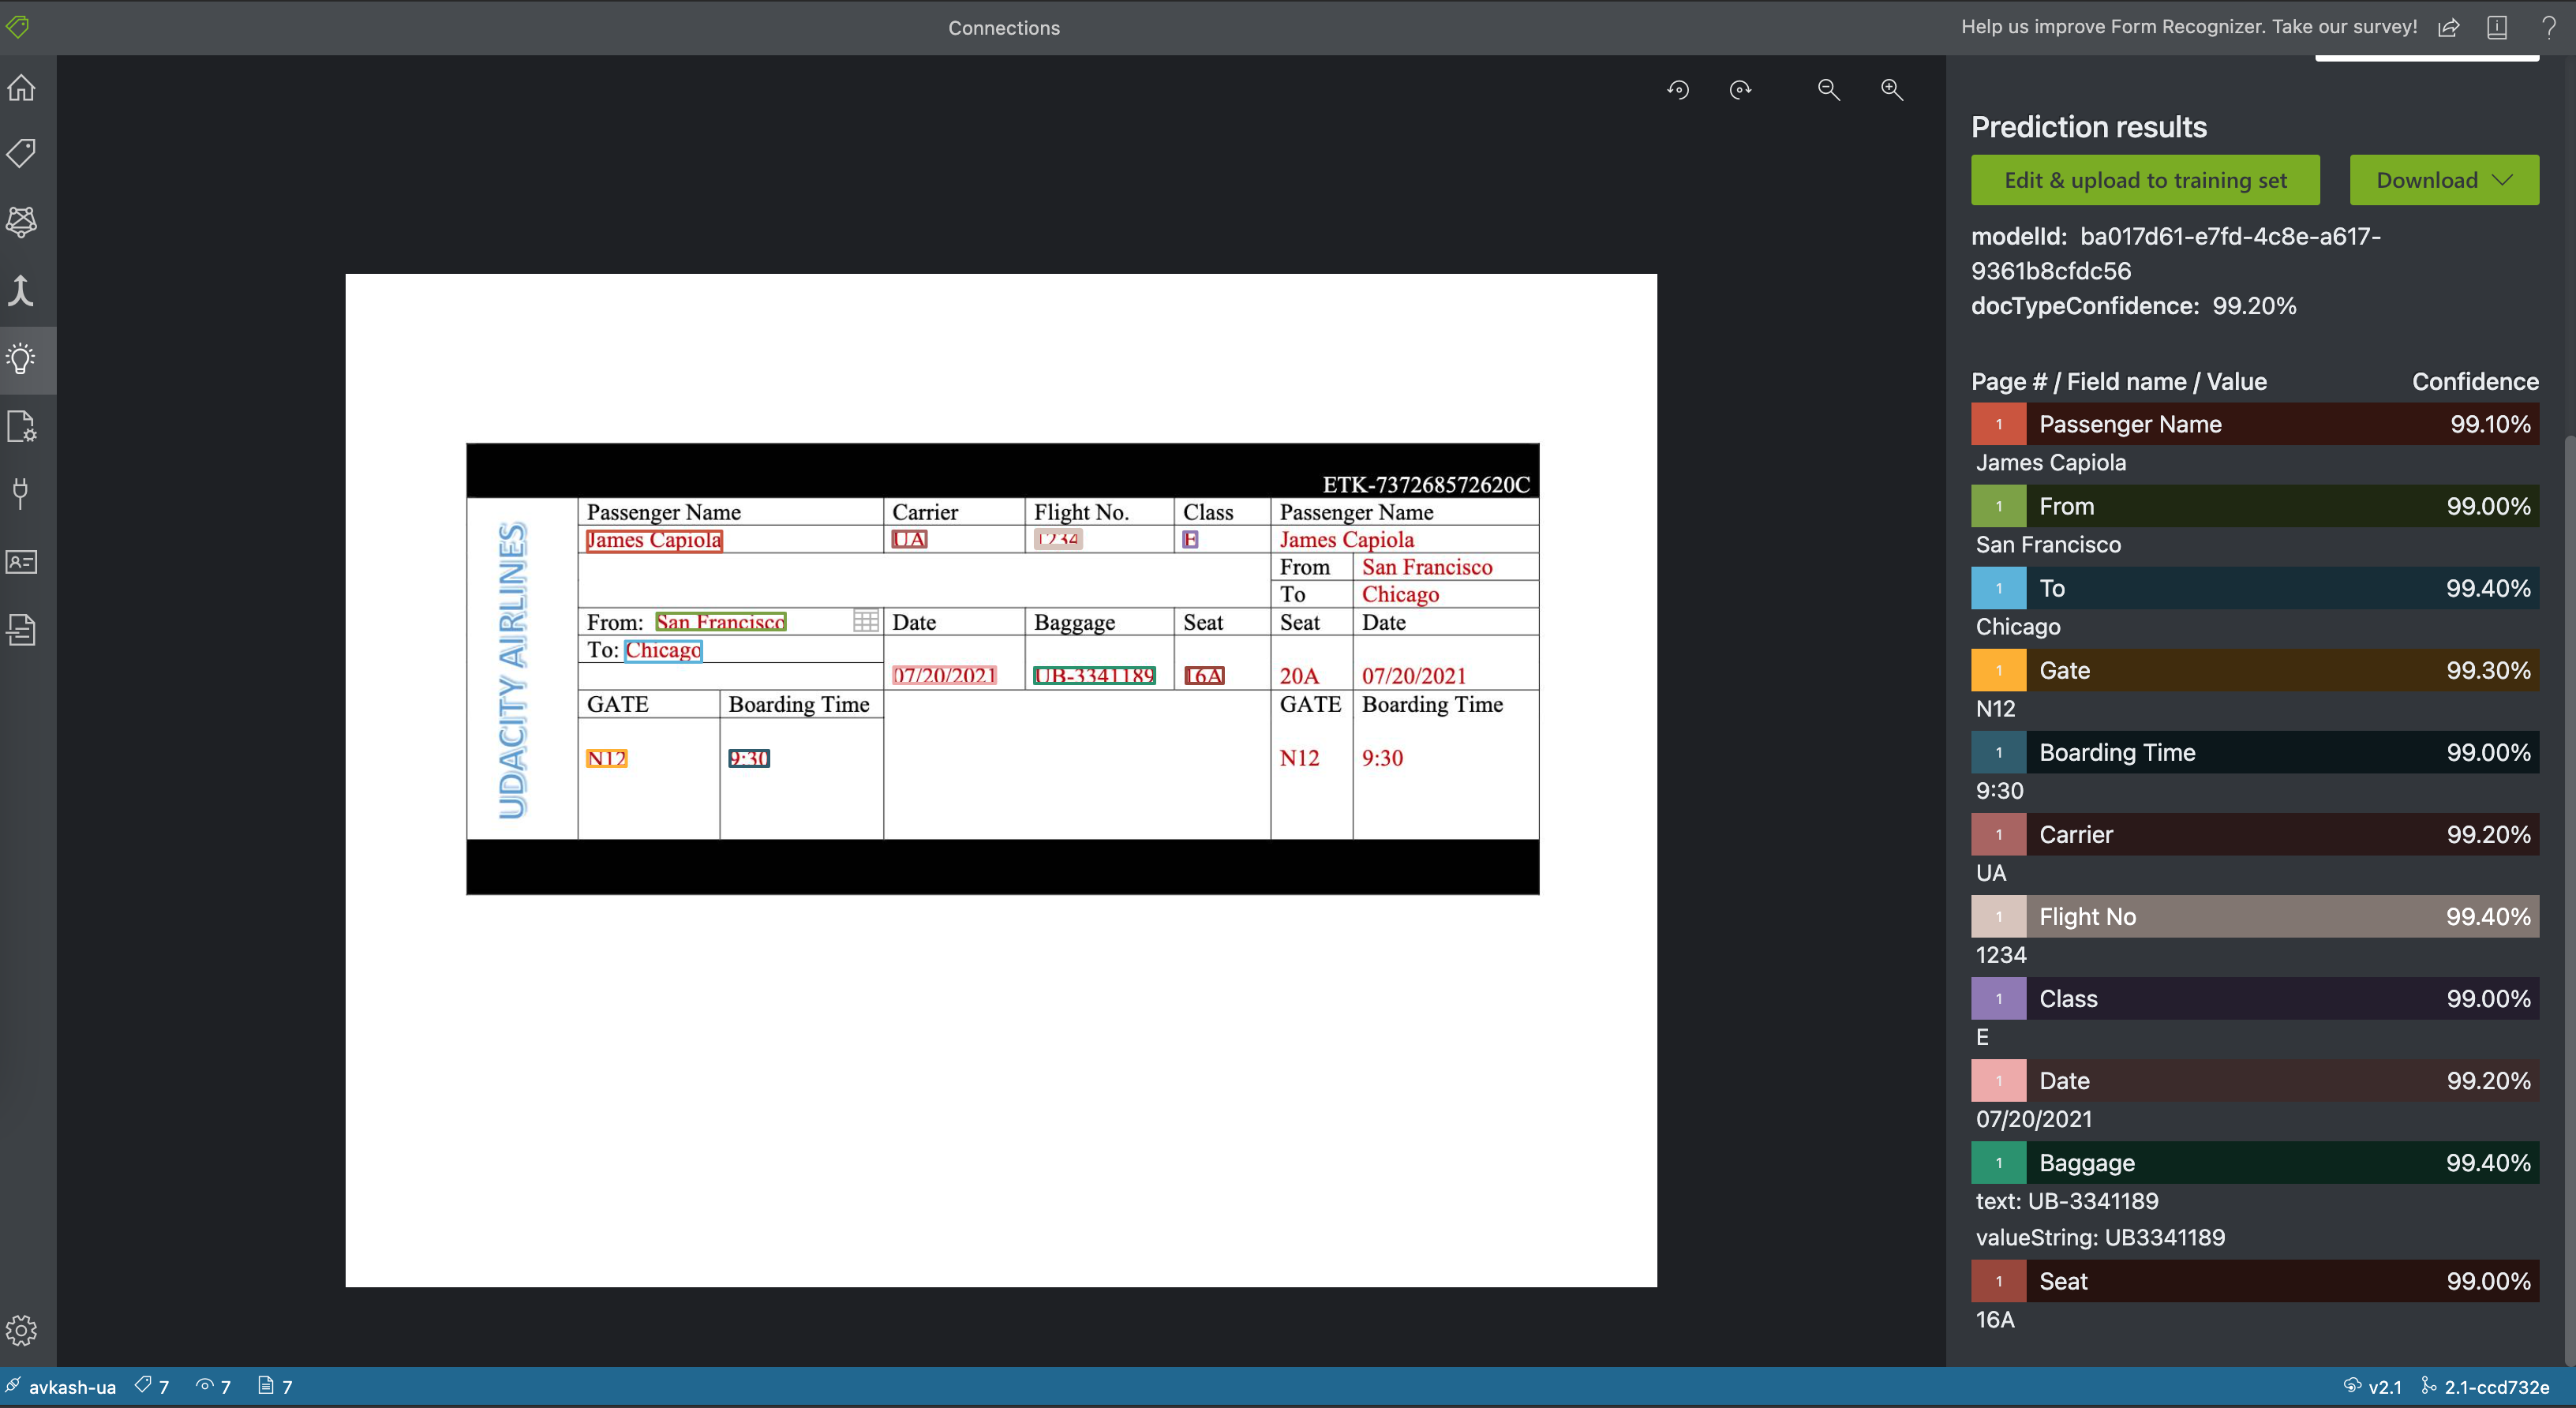 Connections
Help us improve Form Recognizer. Take our survey!
ETK-737268572620C
UDACITY AIRLINES
Passenger Name Carrier Flight No. Class Passenger Name
James Capiola UA 1234 E James Capiola
From San Francisco
To Chicago
From: San Francisco Date Baggage Seat Seat Date
To: Chicago
07/20/2021 UB-3341189 16A 20A 07/20/2021
GATE Boarding Time GATE Boarding Time
N12 9:30 N12 9:30
Prediction results
Edit & upload to training set Download
modelId: ba017d61-e7fd-4c8e-a617-
9361b8cfdc56
docTypeConfidence: 99.20%
Page # / Field name / Value Confidence
1 Passenger Name 99.10%
James Capiola
1 From 99.00%
San Francisco
1 To 99.40%
Chicago
1 Gate 99.30%
N12
1 Boarding Time 99.00%
9:30
1 Carrier 99.20%
UA
1 Flight No 99.40%
1234
1 Class 99.00%
E
1 Date 99.20%
07/20/2021
1 Baggage 99.40%
text: UB-3341189
valueString: UB3341189
1 Seat 99.00%
16A
avkash-ua 7 7 7 v2.1 2.1-ccd732e